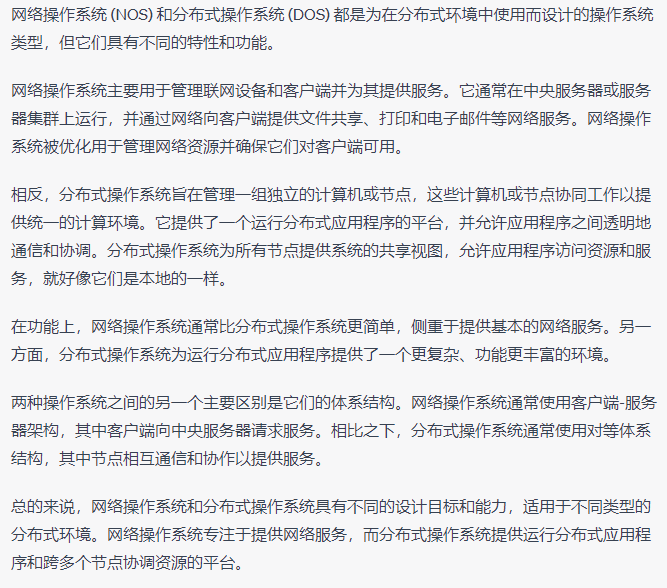 网络操作系统 (NOS) 和分布式操作系统 (DOS) 都是为在分布式环境中使用而设计的操作系统
类型，但它们具有不同的特性和功能。
网络操作系统主要用于管理联网设备和客户端并为其提供服务。它通常在中央服务器或服务
器集群上运行，并通过网络向客户端提供文件共享、打印和电子邮件等网络服务。网络操作
系统被优化用于管理网络资源并确保它们对客户端可用。
相反，分布式操作系统旨在管理一组独立的计算机或节点，这些计算机或节点协同工作以提
供统一的计算环境。它提供了一个运行分布式应用程序的平台，并允许应用程序之间透明地
通信和协调。分布式操作系统为所有节点提供系统的共享视图，允许应用程序访问资源和服
务，就好像它们是本地的一样。
在功能上，网络操作系统通常比分布式操作系统更简单，侧重于提供基本的网络服务。另一
方面，分布式操作系统为运行分布式应用程序提供了一个更复杂、功能更丰富的环境。
两种操作系统之间的另一个主要区别是它们的体系结构。网络操作系统通常使用客户端-服务
器架构，其中客户端向中央服务器请求服务。相比之下，分布式操作系统通常使用对等体系
结构，其中节点相互通信和协作以提供服务。
总的来说，网络操作系统和分布式操作系统具有不同的设计目标和能力，适用于不同类型的
分布式环境。网络操作系统专注于提供网络服务，而分布式操作系统提供运行分布式应用程
序和跨多个节点协调资源的平台。